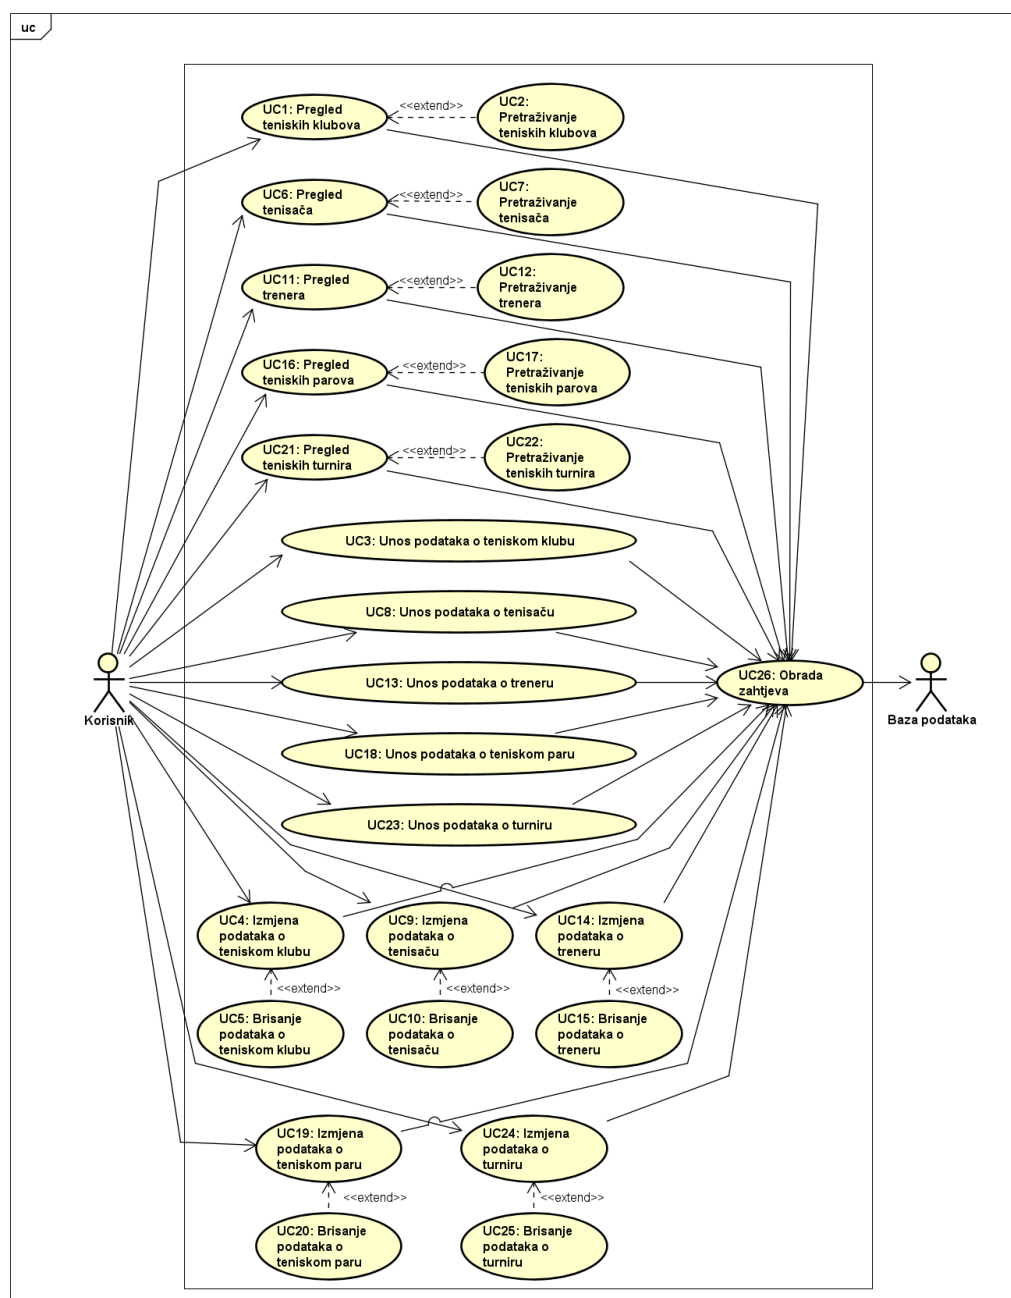 uc
UC1: Pregled
teniskih klubova
<<extend>>
UC2:
Pretraživanje
teniskih klubova
UC6: Pregled
tenisača
<<extend>>
UC7:
Pretraživanje
tenisača
UC11: Pregled
trenera
<<extend>>
UC12:
Pretraživanje
trenera
UC16: Pregled
teniskih parova
<<extend>>
UC17:
Pretraživanje
teniskih parova
UC21: Pregled
teniskih turnira
<<extend>>
UC22:
Pretraživanje
teniskih turnira
UC3: Unos podataka o teniskom klubu
UC8: Unos podataka o tenisaču
UC13: Unos podataka o treneru
UC18: Unos podataka o teniskom paru
UC23: Unos podataka o turniru
Korisnik
UC26: Obrada
zahtjeva
Baza podataka
UC4: Izmjena
podataka o
teniskom klubu
UC9: Izmjena
podataka o
tenisaču
UC14: Izmjena
podataka o
treneru
<<extend>>
<<extend>>
<<extend>>
UC5: Brisanje
podataka o
teniskom klubu
UC10: Brisanje
podataka o
tenisaču
UC15: Brisanje
podataka o
treneru
UC19: Izmjena
podataka o
teniskom paru
UC24: Izmjena
podataka o
turniru
<<extend>>
<<extend>>
UC20: Brisanje
podataka o
teniskom paru
UC25: Brisanje
podataka o
turniru